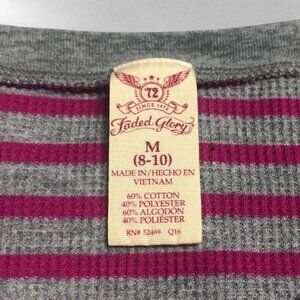 72
SINCE 1972
Faded Glory
M
(8-10)
MADE IN/HECHO EN
VIETNAM
60% COTTON
40% POLYESTER
60% ALGODON
40% POLIÉSTER
RN# 52469 Q16